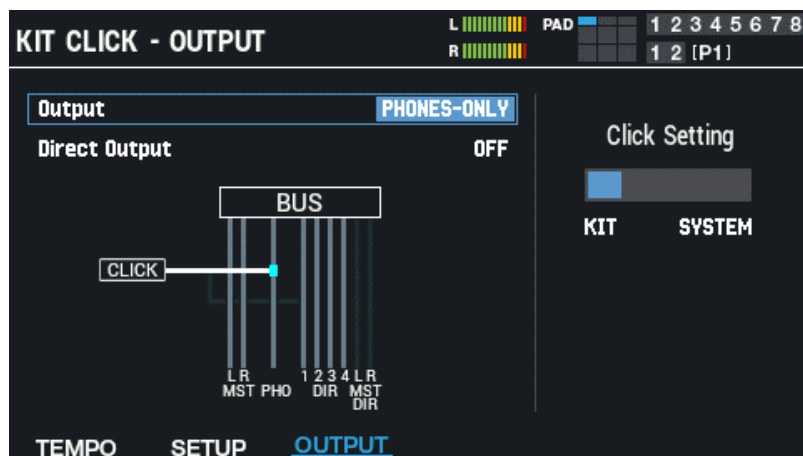 KIT CLICK - OUTPUT
L
R
PAD
1 2 3 4 5 6 7 8
1 2 [P1]
Output PHONES-ONLY
Direct Output OFF
BUS
CLICK
L R 1 2 3 4 L R
MST PHO DIR MST
DIR
Click Setting
KIT SYSTEM
TEMPO SETUP OUTPUT